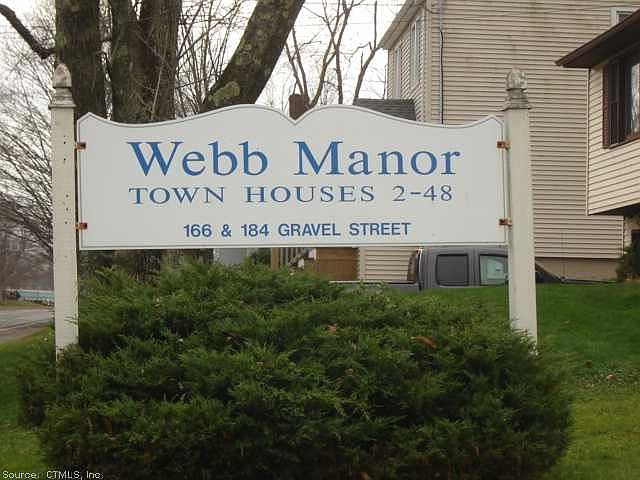 Webb Manor
TOWN HOUSES 2-48
166 & 184 GRAVEL STREET
Source: CTMLS, Inc.